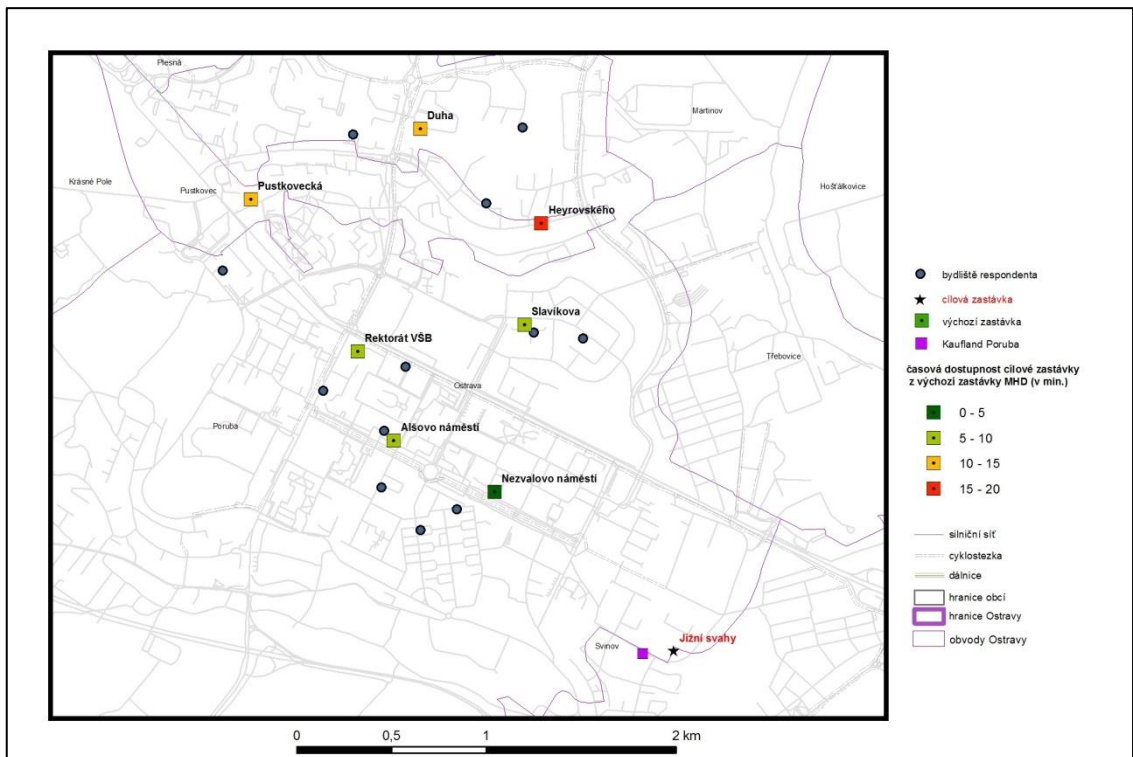 Plesná
Duha
Martinov
Krásné Pole
Pustkovec
Pustkovecká
Hošťálkovice
Heyrovského
Slavíkova
Rektorát VŠB
Třebovice
Ostrava
Poruba
Alšovo náměstí
Nezvalovo náměstí
Jižní svahy
Svinov
bydliště respondenta
cílová zastávka
výchozí zastávka
Kaufland Poruba
časová dostupnost cílové zastávky
z výchozí zastávky MHD (v min.)
0 - 5
5 - 10
10 - 15
15 - 20
silniční síť
cyklostezka
dálnice
hranice obcí
hranice Ostravy
obvody Ostravy
0 0,5 1 2 km